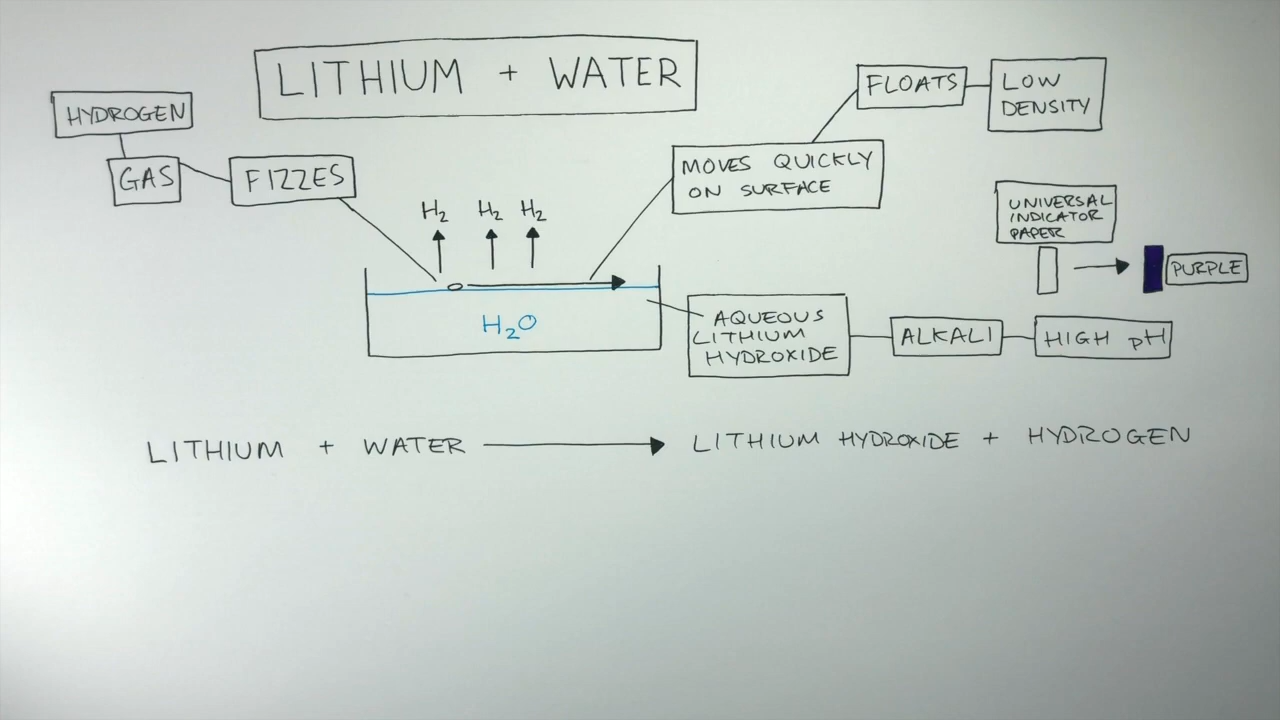 LITHIUM + WATER
HYDROGEN
GAS
FIZZES
H₂ H₂ H₂
H₂O
MOVES QUICKLY
ON SURFACE
FLOATS
LOW
DENSITY
UNIVERSAL
INDICATOR
PAPER
PURPLE
AQUEOUS
LITHIUM
HYDROXIDE
ALKALI
HIGH pH
LITHIUM + WATER → LITHIUM HYDROXIDE + HYDROGEN